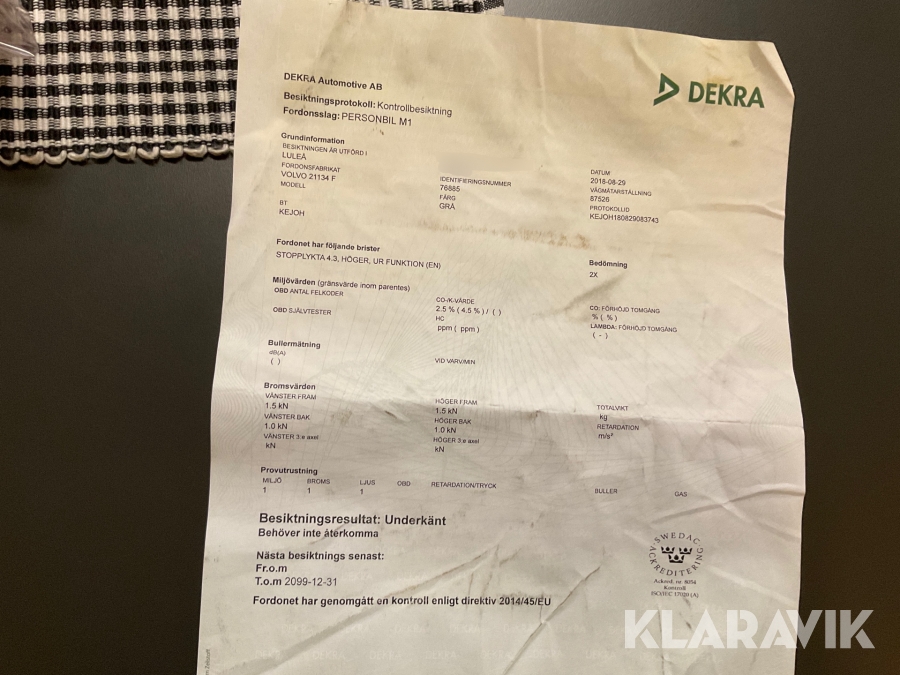 DEKRA
DEKRA Automotive AB
Besiktningsprotokoll: Kontrollbesiktning
Fordonsslag: PERSONBIL M1
Grundinformation
BESIKTNINGEN ÄR UTFÖRD I
LULEÅ
FORDONSFABRIKAT
VOLVO 21134 F
MODELL
BT
KEJOH
IDENTIFIERINGSNUMMER
76885
FÄRG
GRÅ
DATUM
2018-08-29
VÄGMÄTARSTÄLLNING
87526
PROTOKOLLID
KEJOH180829083743
Fordonet har följande brister
STOPPLYKTA 4.3, HÖGER, UR FUNKTION (EN)
Bedömning
2X
Miljövärden (gränsvärde inom parentes)
OBD ANTAL FELKODER
OBD SJÄLVTESTER
CO-/K-VÄRDE
2.5 % ( 4.5 % ) / ( )
HC
ppm ( ppm )
CO: FÖRHÖJD TOMGÅNG
% ( % )
LAMBDA: FÖRHÖJD TOMGÅNG
( - )
Bullermätning
dB(A)
( )
VID VARV/MIN
Bromsvärden
VÄNSTER FRAM
1.5 kN
VÄNSTER BAK
1.0 kN
VÄNSTER 3:e axel
kN
HÖGER FRAM
1.5 kN
HÖGER BAK
1.0 kN
HÖGER 3:e axel
kN
TOTALVIKT
kg
RETARDATION
m/s²
Provutrustning
MILJÖ BROMS LJUS OBD RETARDATION/TRYCK BULLER GAS
1 1 1
Besiktningsresultat: Underkänt
Behöver inte återkomma
Nästa besiktnings senast:
Fr.o.m
T.o.m 2099-12-31
Fordonet har genomgått en kontroll enligt direktiv 2014/45/EU
SWEDAC
ACKREDITERING
Ackred. nr 8054
Kontroll
ISO/IEC 17020 (A)
KLARAVIK